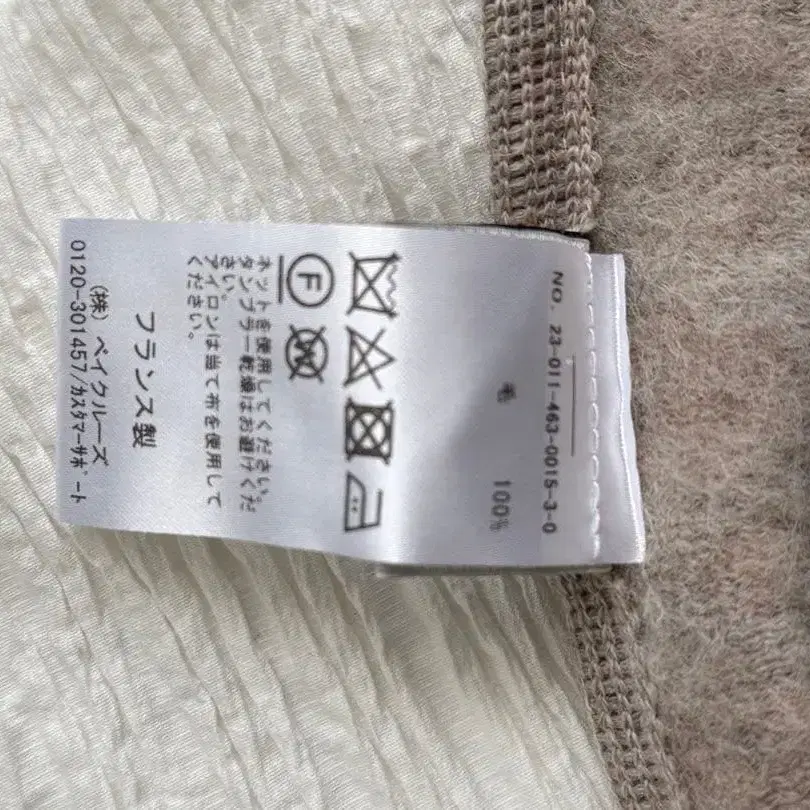 NO. 23-011-463-0015-3-0
毛 100%
F
W
ネットを使用してください。
タンブラー乾燥はお避けくだ
さい。
アイロンは当て布を使用して
ください。
フランス製
(株) ベイクルーズ
0120-301457/カスタマーサポート